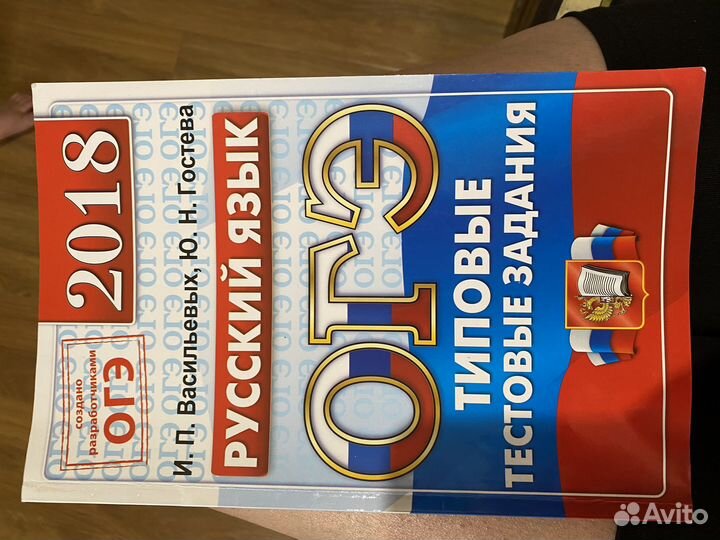 2018
создано
разработчиками
ОГЭ
И. П. Васильевых, Ю. Н. Гостева
РУССКИЙ ЯЗЫК
ОГЭ
ТИПОВЫЕ
ТЕСТОВЫЕ ЗАДАНИЯ
Avito